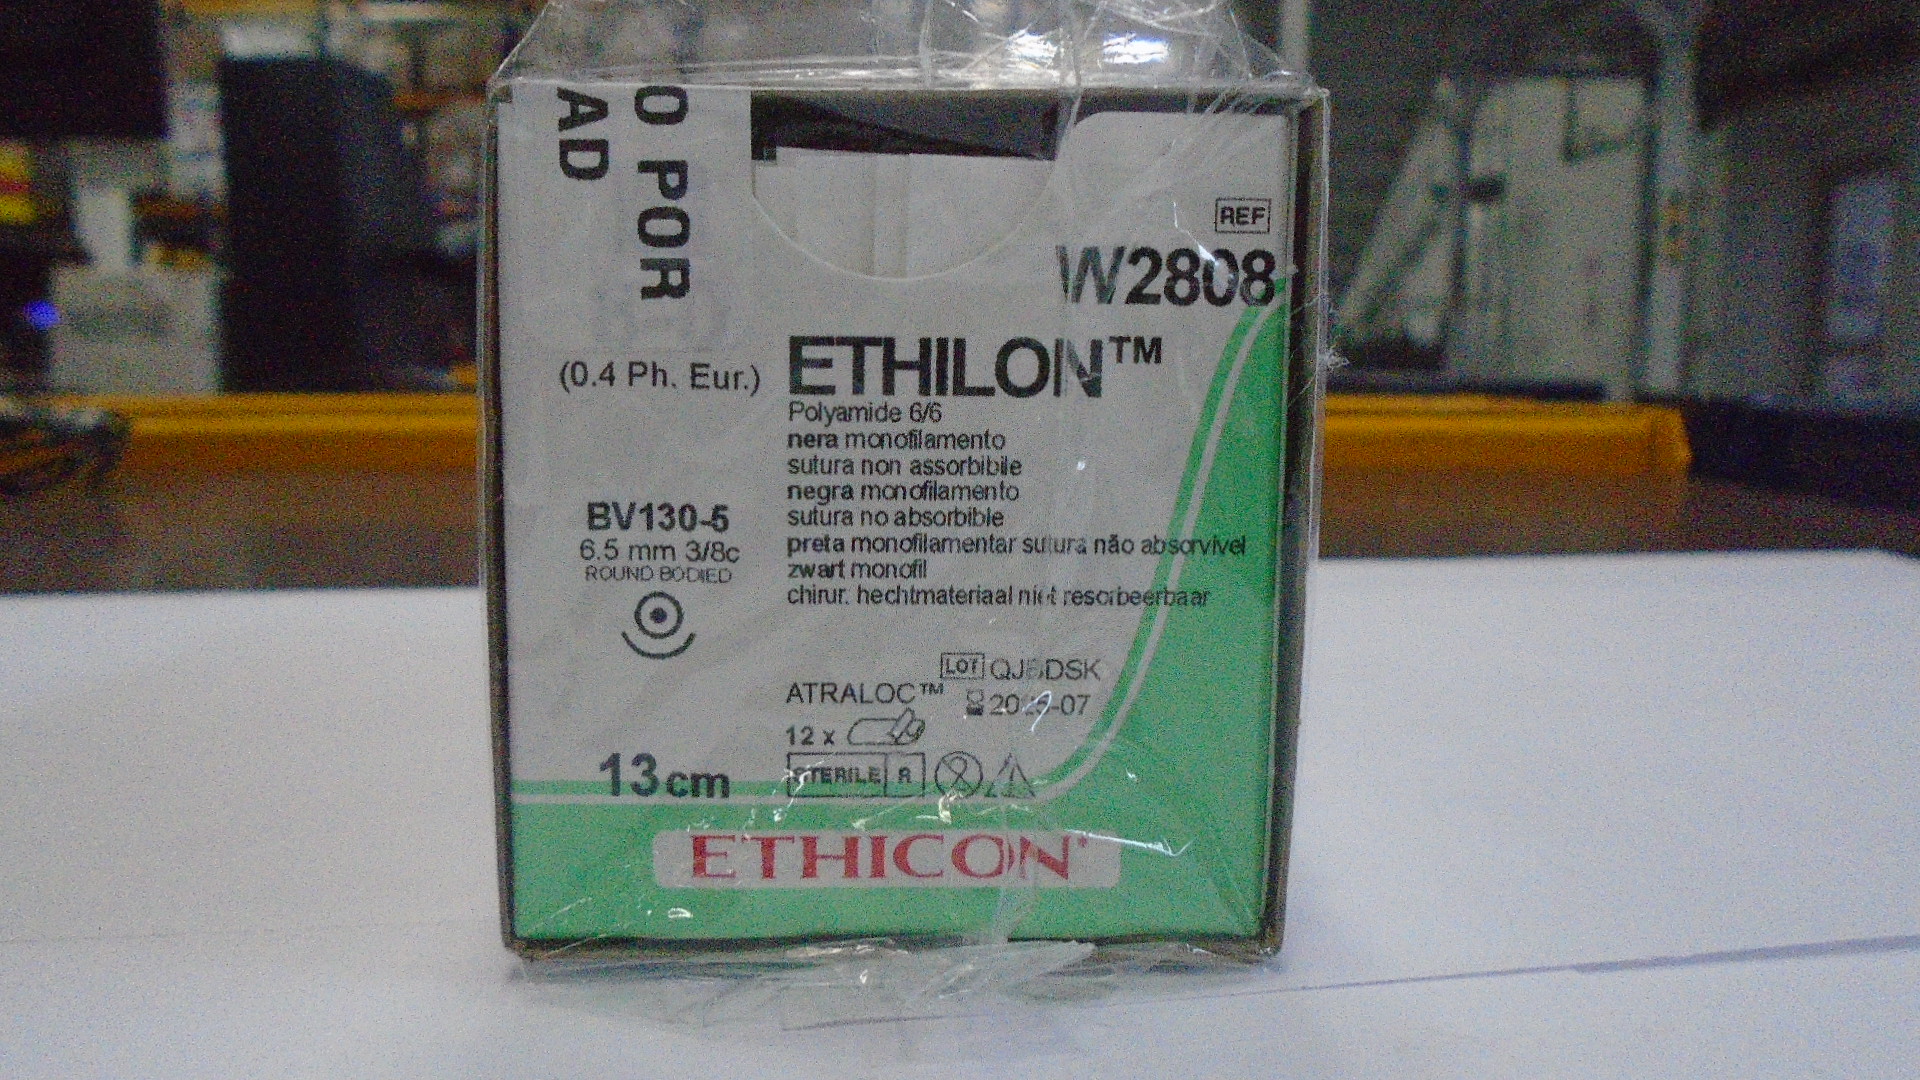 O POR
AD
REF
W2808
(0.4 Ph. Eur.)
ETHILON™
Polyamide 6/6
nera monofilamento
sutura non assorbibile
negra monofilamento
sutura no absorbible
preta monofilamentar sutura não absorvível
zwart monofil
chirur. hechtmateriaal niet resorbeerbaar
BV130-5
6.5 mm 3/8c
ROUND BODIED
LOT
ATRALOC™
12 x
13cm
STERILE R
2
ETHICON